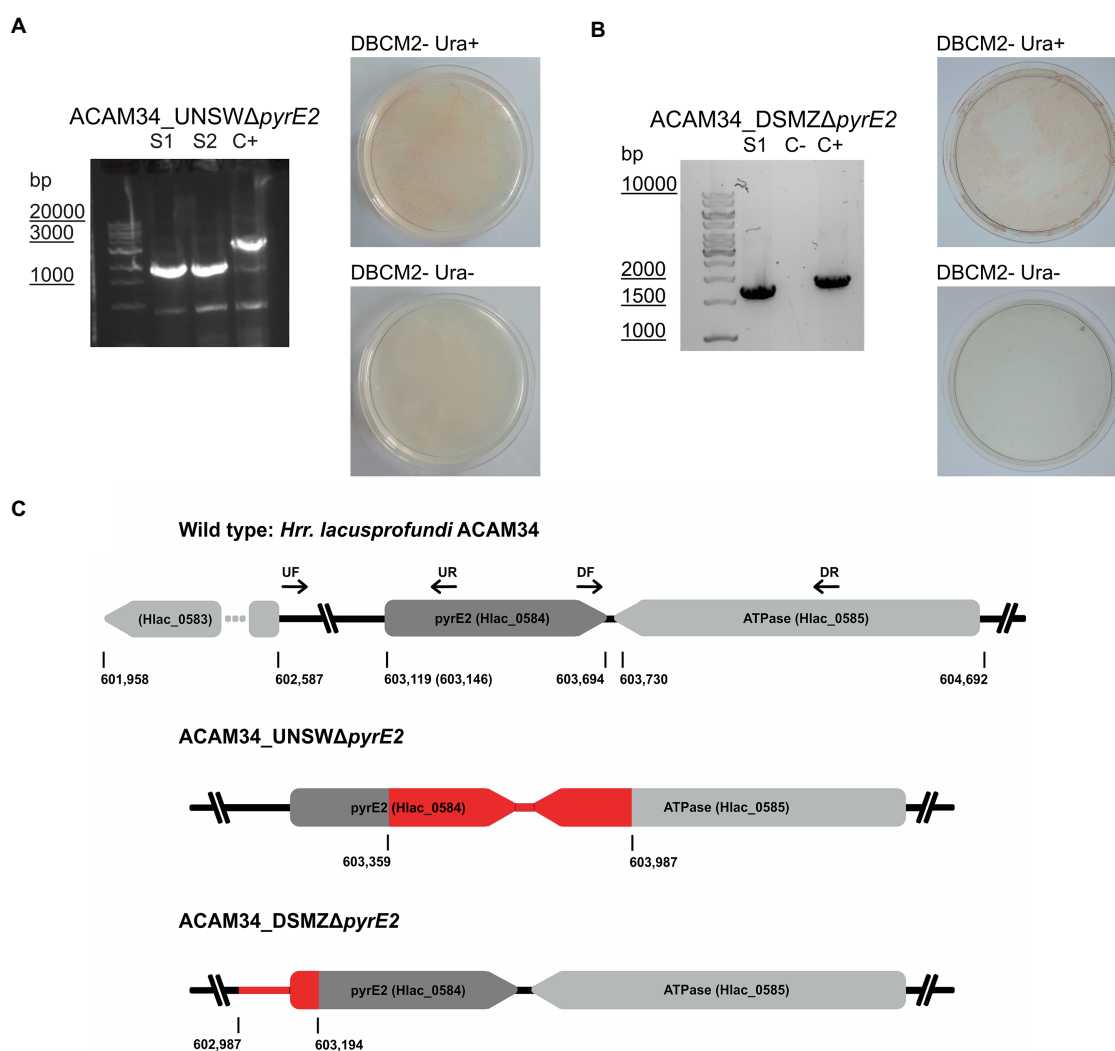 A
DBCM2- Ura+
ACAM34_UNSWΔpyrE2
S1 S2 C+
bp
20000
3000
1000
DBCM2- Ura-
B
DBCM2- Ura+
ACAM34_DSMZΔpyrE2
S1 C- C+
bp
10000
2000
1500
1000
DBCM2- Ura-
C
Wild type: Hrr. lacusprofundi ACAM34
UF UR DF DR
(Hlac_0583) pyrE2 (Hlac_0584) ATPase (Hlac_0585)
601,958 602,587 603,119 (603,146) 603,694 603,730 604,692
ACAM34_UNSWΔpyrE2
pyrE2 (Hlac_0584) ATPase (Hlac_0585)
603,359 603,987
ACAM34_DSMZΔpyrE2
pyrE2 (Hlac_0584) ATPase (Hlac_0585)
602,987 603,194